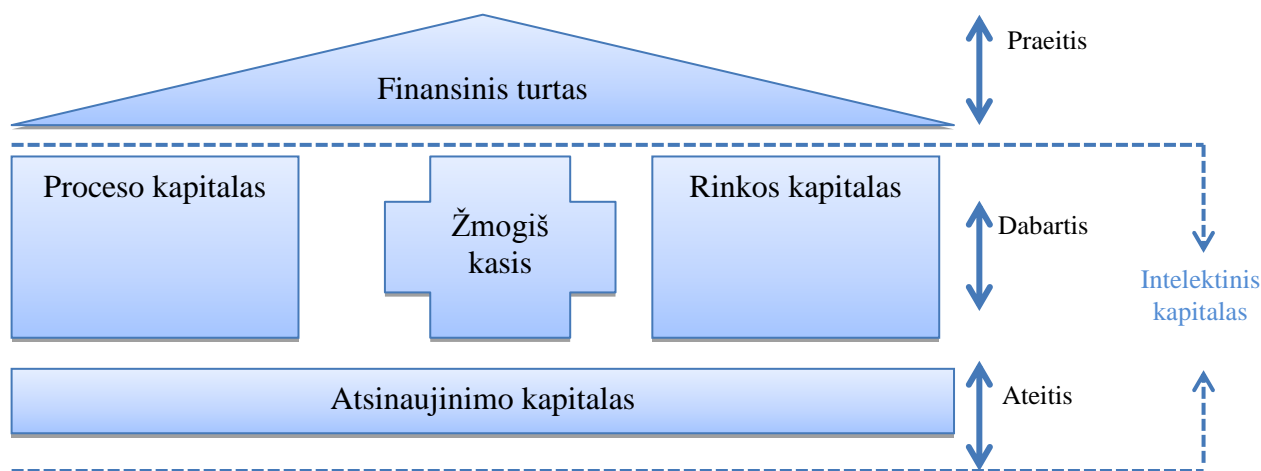 Praeitis
Finansinis turtas
Proceso kapitalas
Žmogiš
kasis
Rinkos kapitalas
Dabartis
Intelektinis
kapitalas
Atsinaujinimo kapitalas
Ateitis